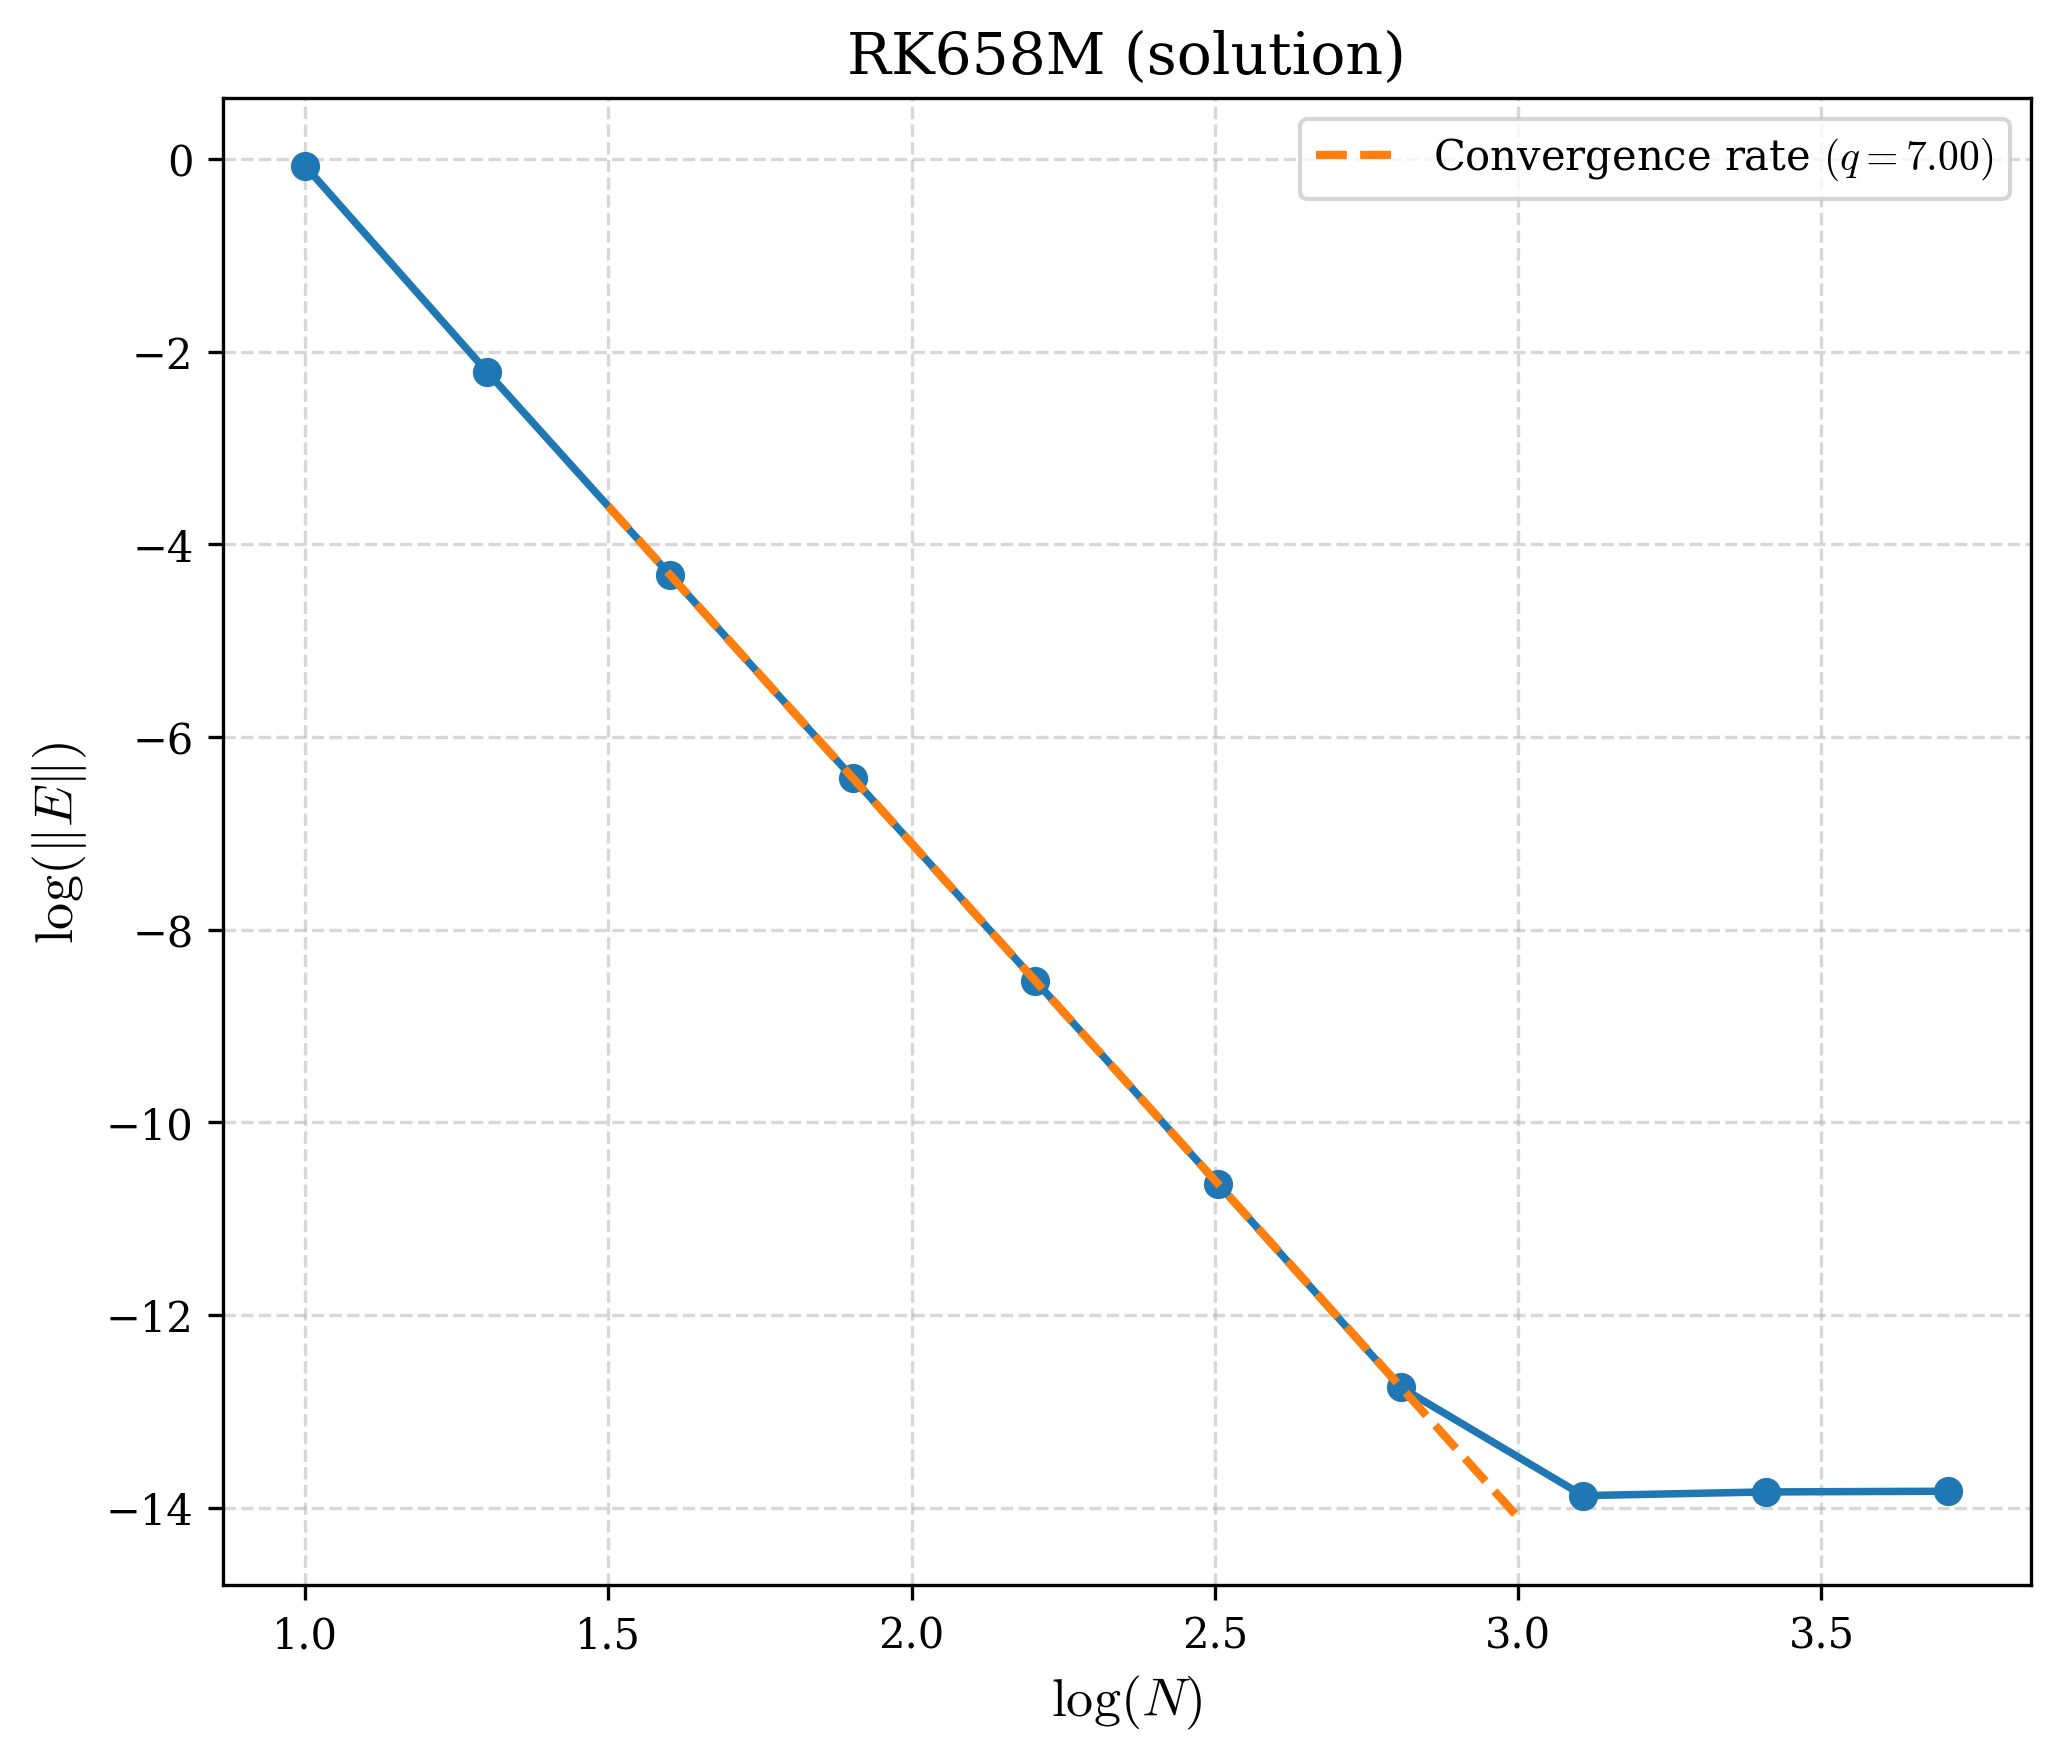 RK658M (solution)
Convergence rate (q = 7.00)
log(||E||)
0
−2
−4
−6
−8
−10
−12
−14
1.0 1.5 2.0 2.5 3.0 3.5
log(N)